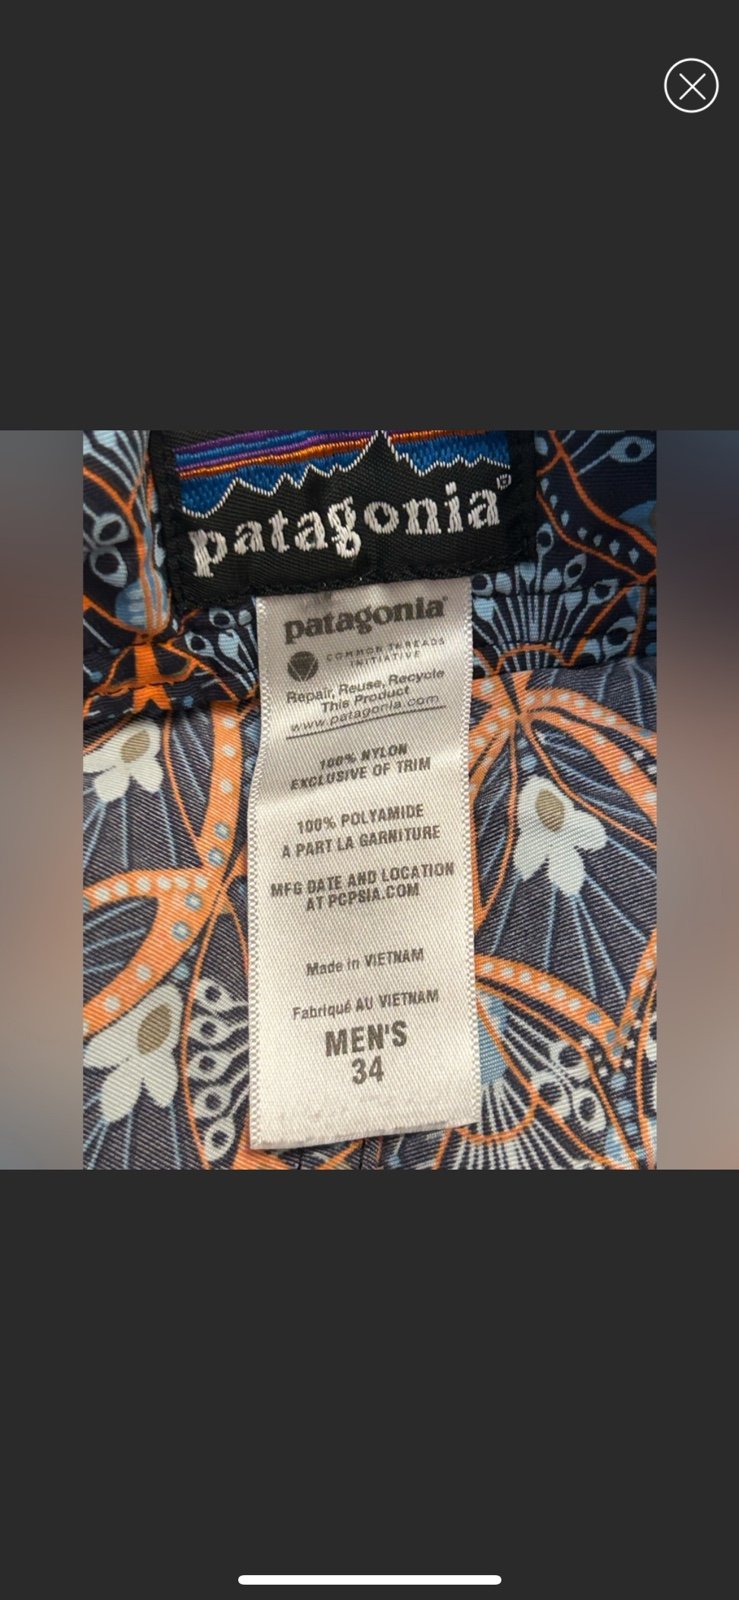 patagonia
patagonia
COMMON THREADS
INITIATIVE
Repair, Reuse, Recycle
This Product
www.patagonia.com
100% NYLON
EXCLUSIVE OF TRIM
100% POLYAMIDE
A PART LA GARNITURE
MFG DATE AND LOCATION
AT PCPSIA.COM
Made in VIETNAM
Fabriqué AU VIETNAM
MEN'S
34